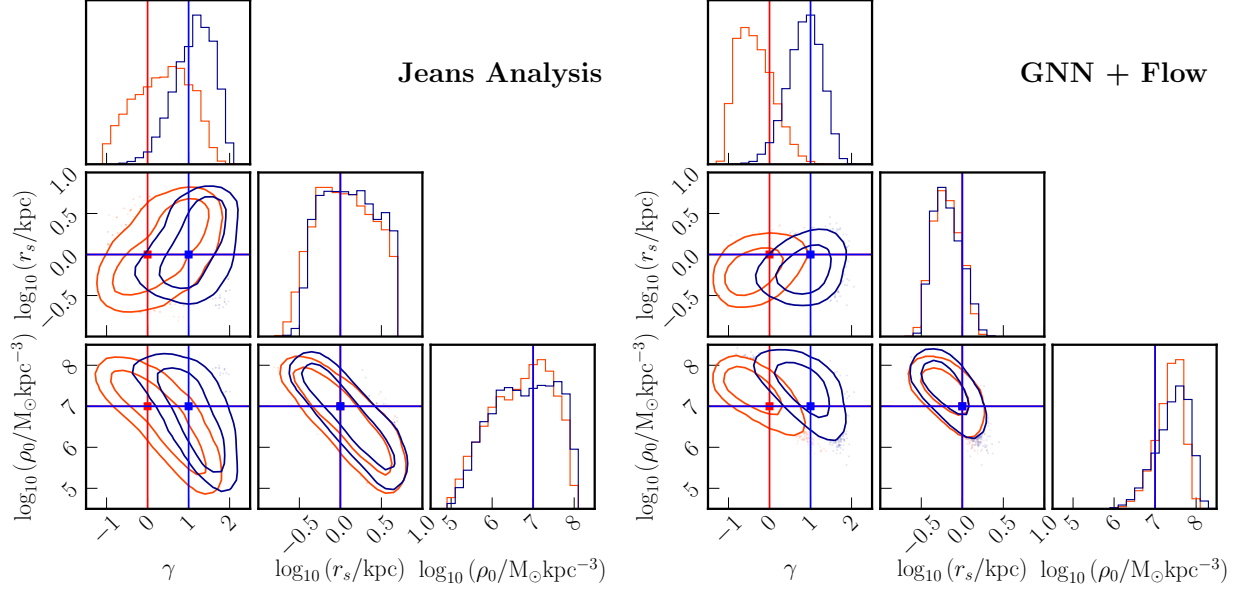 Jeans Analysis
log₁₀ (r_s/kpc)
1.0
0.5
0.0
−0.5
log₁₀ (ρ₀/M⊙kpc⁻³)
8
7
6
5
−1 0 1 2
−0.5 0.0 0.5 1.0
5 6 7 8
γ log₁₀ (r_s/kpc) log₁₀ (ρ₀/M⊙kpc⁻³)
GNN + Flow
log₁₀ (r_s/kpc)
1.0
0.5
0.0
−0.5
log₁₀ (ρ₀/M⊙kpc⁻³)
8
7
6
5
−1 0 1 2
−0.5 0.0 0.5 1.0
5 6 7 8
γ log₁₀ (r_s/kpc) log₁₀ (ρ₀/M⊙kpc⁻³)